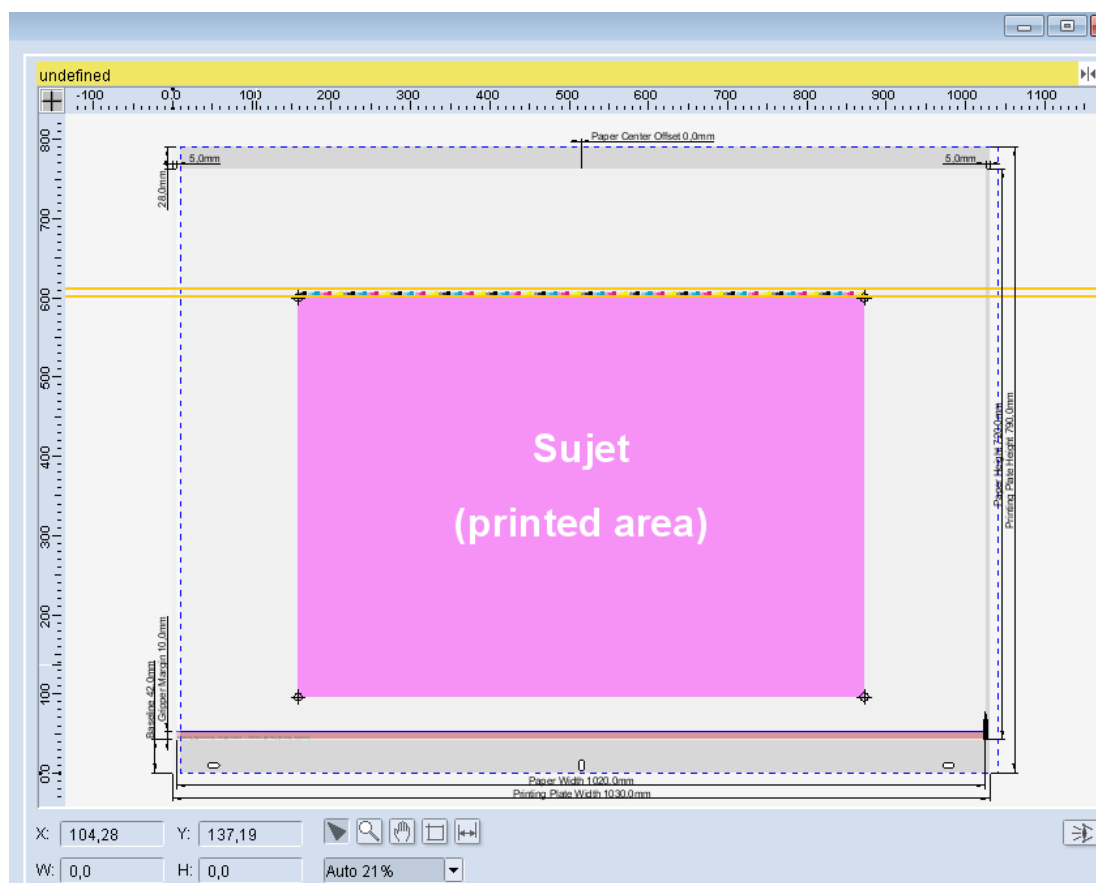 undefined
-100 0,0 100 200 300 400 500 600 700 800 900 1000 1100
Paper Center Offset 0,0mm
5,0mm
5,0mm
28,0mm
800
700
600
500
400
300
200
100
0,0
Sujet
(printed area)
Paper Height 720,0mm
Printing Plate Height 790,0mm
Baseline 42,0mm
Gripper Margin 10,0mm
Paper Width 1020,0mm
Printing Plate Width 1030,0mm
X: 104,28 Y: 137,19
W: 0,0 H: 0,0 Auto 21%